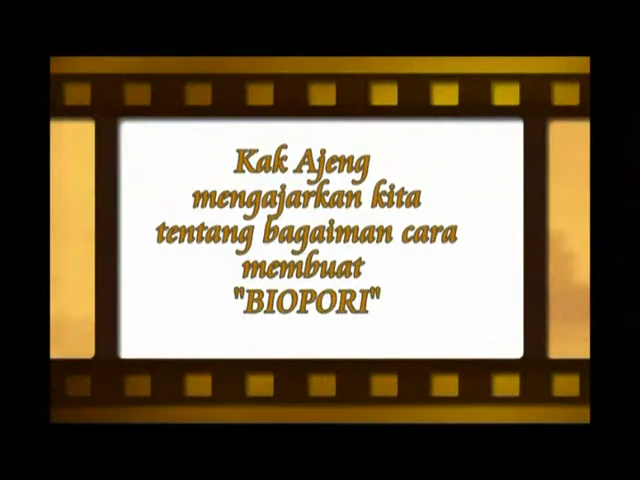 Kak Ajeng
mengajarkan kita
tentang bagaiman cara
membuat
"BIOPORI"